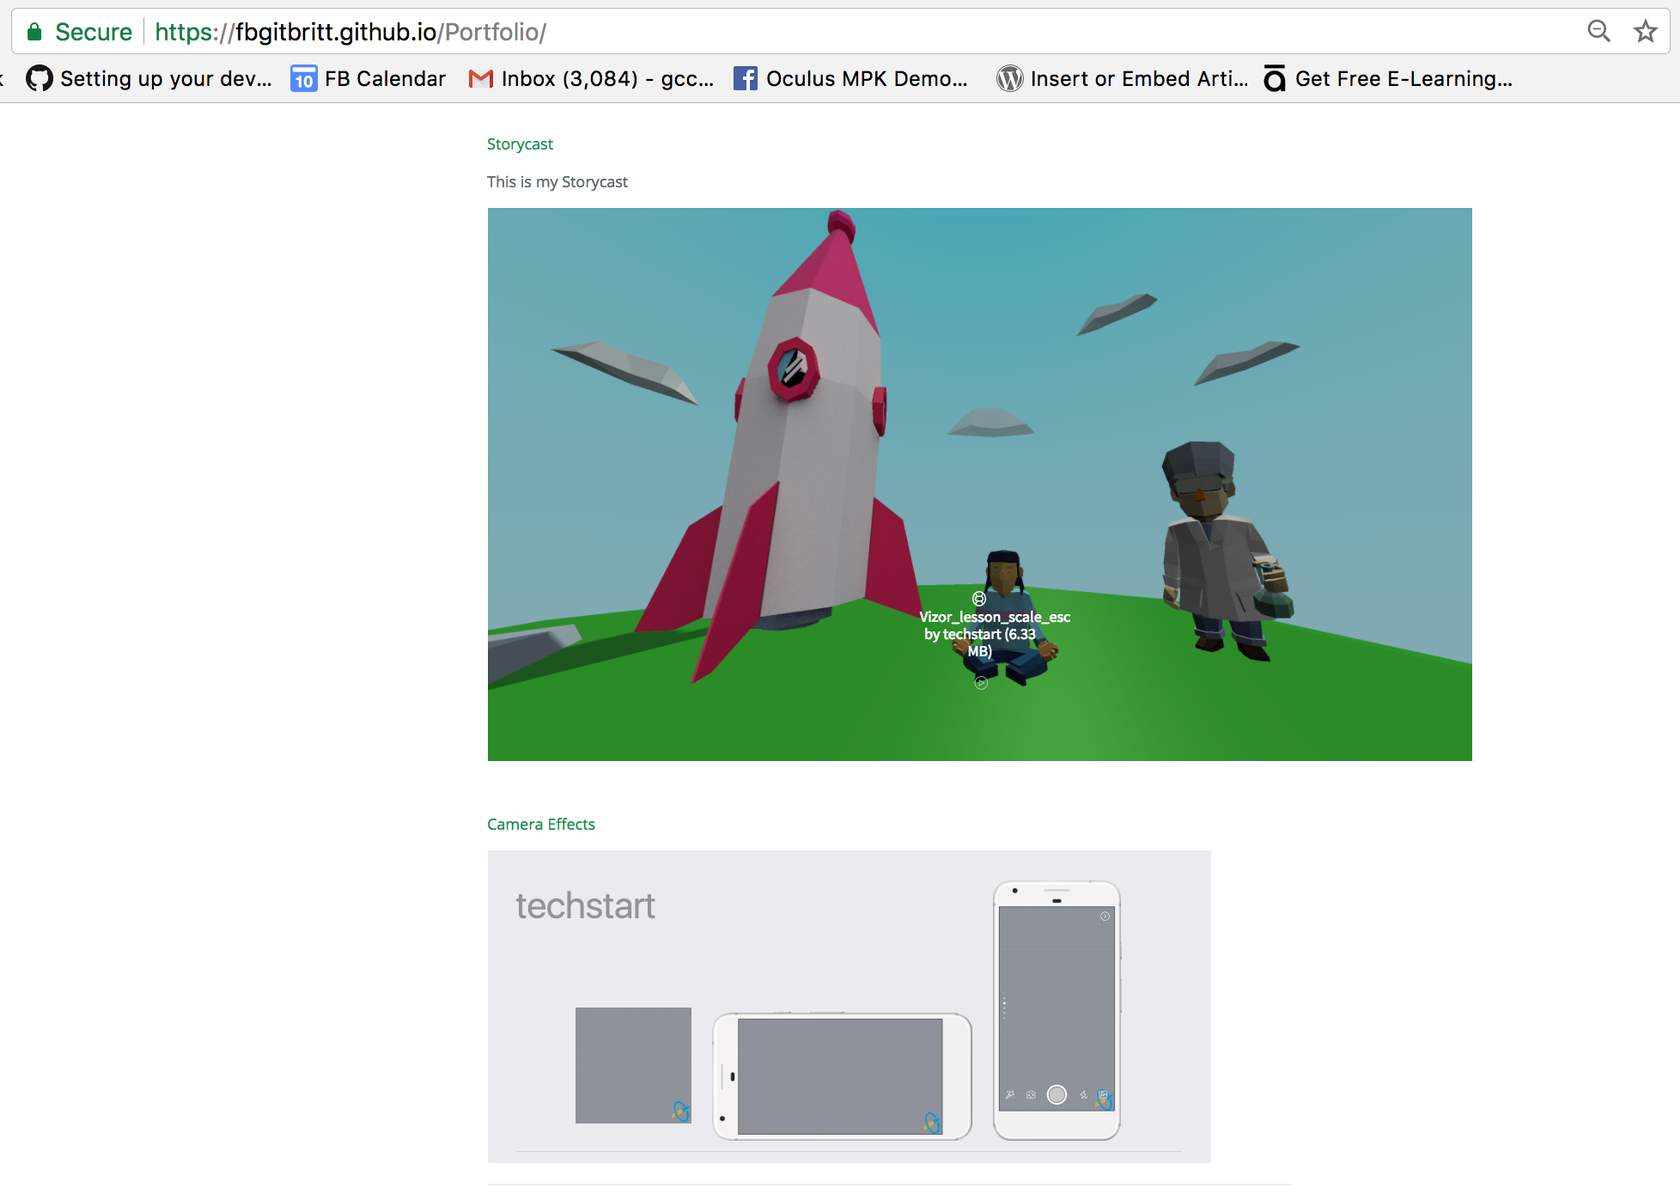 Secure https://fbgitbritt.github.io/Portfolio/
Setting up your dev... 10 FB Calendar Inbox (3,084) - gcc... Oculus MPK Demo... Insert or Embed Arti... Get Free E-Learning...
Storycast
This is my Storycast
Vizor_lesson_scale_esc
by techstart (6.33
MB)
Camera Effects
techstart